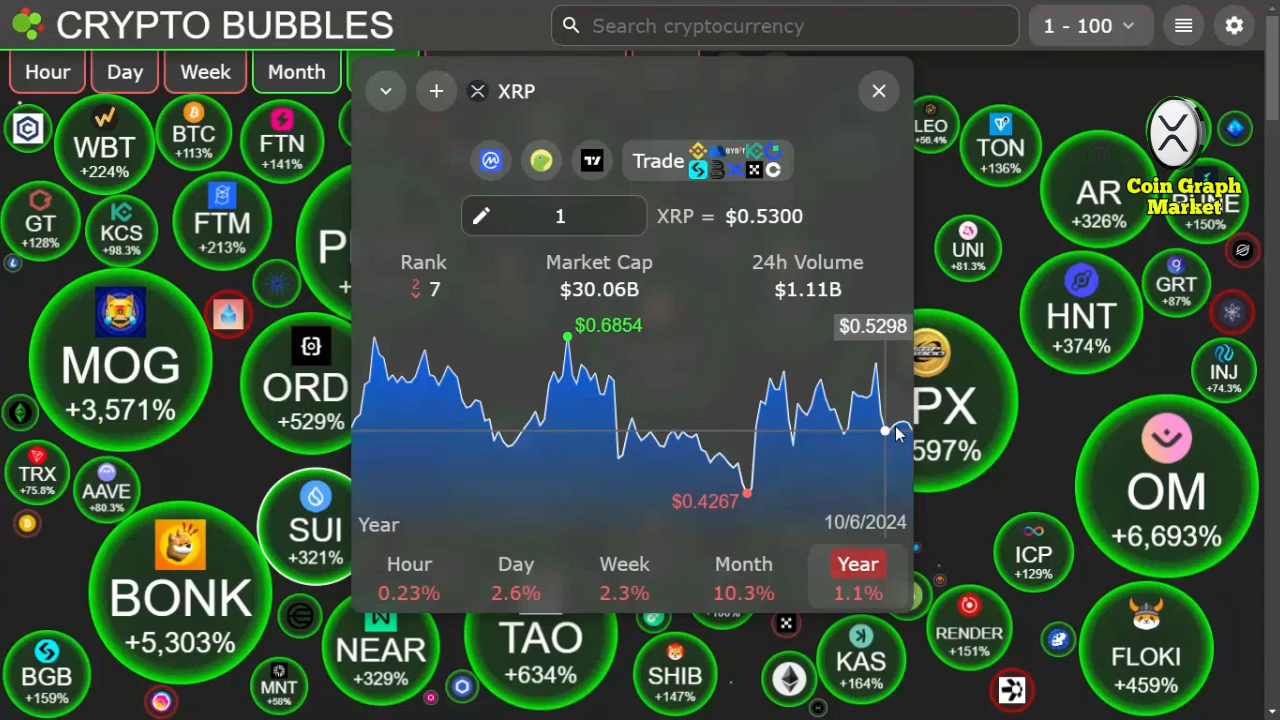 CRYPTO BUBBLES
Search cryptocurrency
1 - 100
Hour
Day
Week
Month
XRP
Trade
BYBIT
1
XRP = $0.5300
Rank
2 7
Market Cap
$30.06B
24h Volume
$1.11B
$0.6854
$0.5298
$0.4267
Year
10/6/2024
Hour
0.23%
Day
2.6%
Week
2.3%
Month
10.3%
Year
1.1%
WBT
+224%
BTC
+113%
FTN
+141%
GT
+128%
KCS
+98.3%
FTM
+213%
MOG
+3,571%
ORD
+529%
TRX
+75.8%
AAVE
+80.3%
SUI
+321%
BONK
+5,303%
BGB
+159%
MNT
+58%
NEAR
+329%
TAO
+634%
SHIB
+147%
KAS
+164%
LEO
+56.4%
TON
+136%
AR
+326%
Coin Graph
Market
UNE
+150%
UNI
+81.3%
HNT
+374%
GRT
+87%
INJ
+74.3%
PX
597%
OM
+6,693%
ICP
+129%
RENDER
+151%
FLOKI
+459%